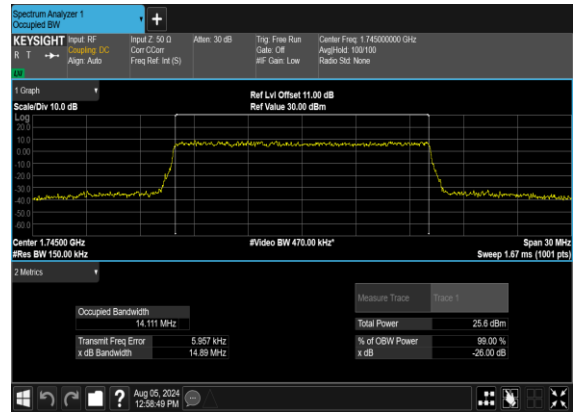 Spectrum Analyzer 1
Occupied BW
+
KEYSIGHT Input: RF Input Z: 50 Ω Atten: 30 dB Trig: Free Run Center Freq: 1.745000000 GHz
R T Coupling: DC Corr CCorr Gate: Off Avg|Hold: 100/100
Align: Auto Freq Ref: Int (S) #IF Gain: Low Radio Std: None
LW
1 Graph
Ref Lvl Offset 11.00 dB
Scale/Div 10.0 dB Ref Value 30.00 dBm
Log
20.0
10.0
0.00
-10.0
-20.0
-30.0
-40.0
-50.0
-60.0
Center 1.74500 GHz #Video BW 470.00 kHz* Span 30 MHz
#Res BW 150.00 kHz Sweep 1.67 ms (1001 pts)
2 Metrics
Measure Trace Trace 1
Occupied Bandwidth
14.111 MHz Total Power 25.6 dBm
Transmit Freq Error 5.957 kHz % of OBW Power 99.00 %
x dB Bandwidth 14.89 MHz x dB -26.00 dB
? Aug 05, 2024
12:58:49 PM